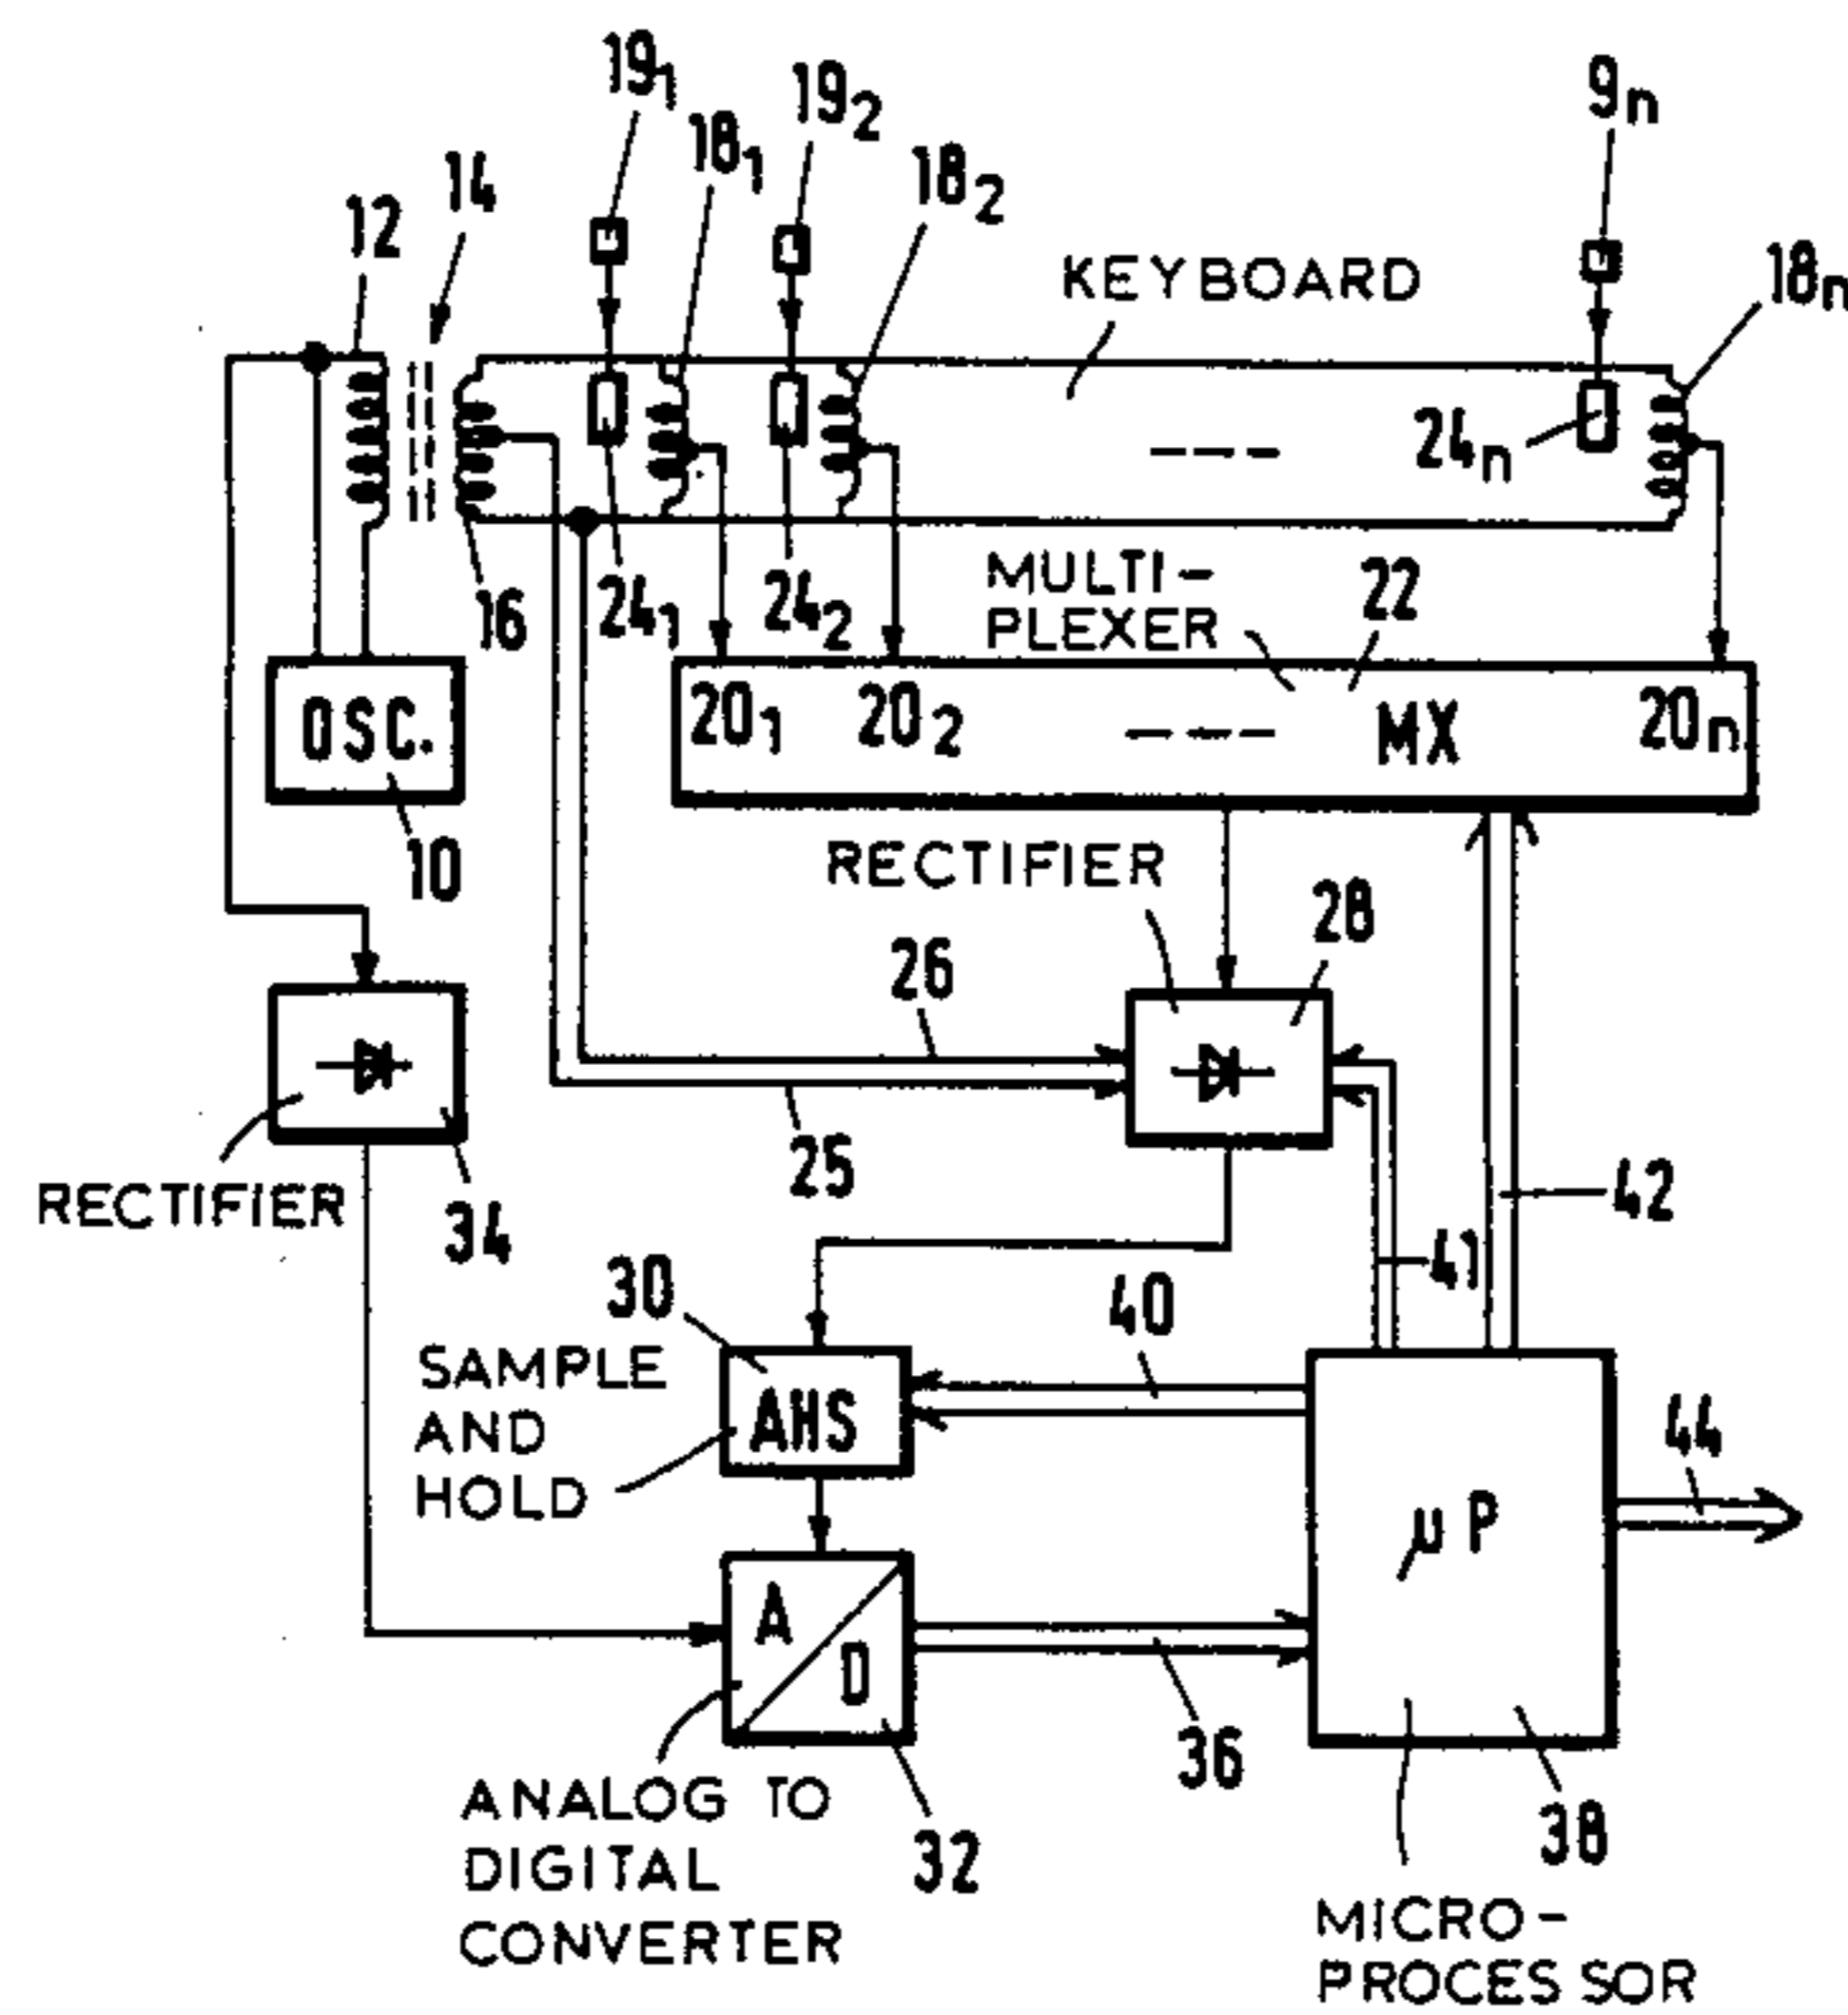 19₁
19₂
9n
14
18₁
18₂
12
KEYBOARD
18n
24n
16
24₁
24₂
MULTI-
PLEXER
22
OSC.
20₁
20₂
--- MX
20n
10
RECTIFIER
28
26
25
RECTIFIER
34
42
41
30
40
SAMPLE
AND
HOLD
AHS
44
µP
A
D
36
ANALOG TO
DIGITAL
CONVERTER
32
38
MICRO-
PROCESSOR